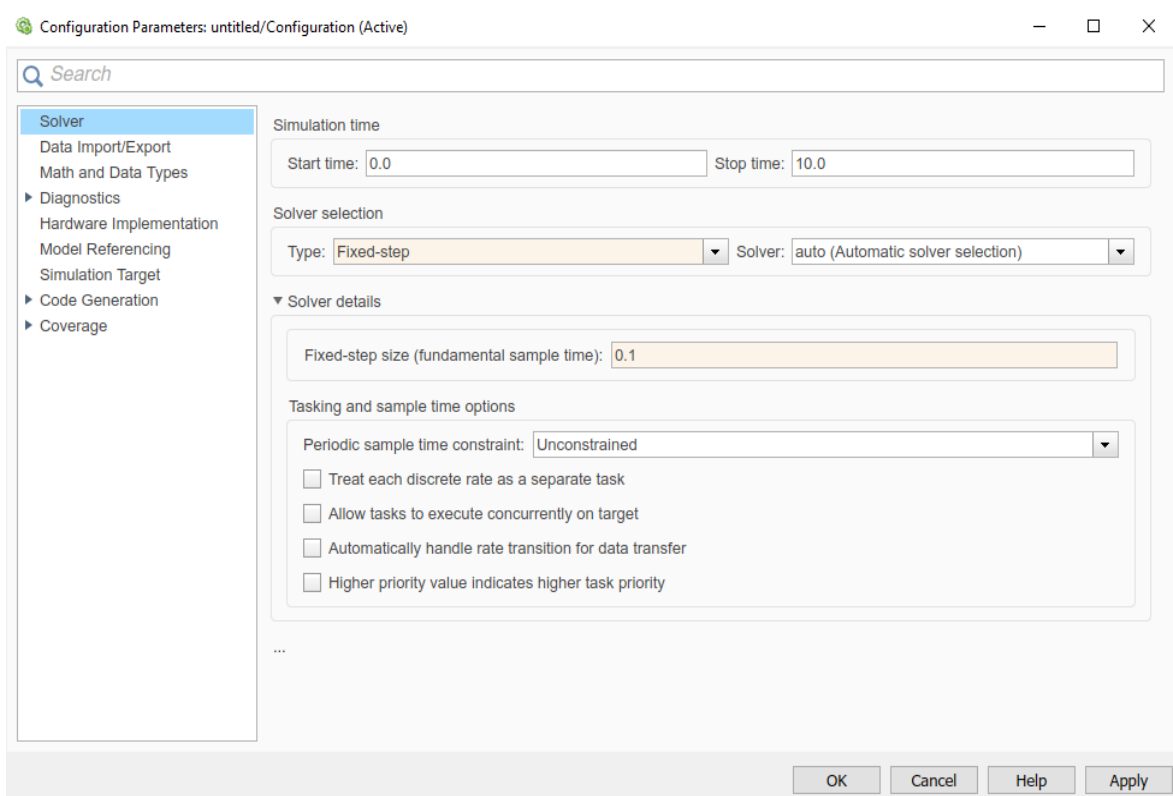 Configuration Parameters: untitled/Configuration (Active)
Search
Solver
Data Import/Export
Math and Data Types
Diagnostics
Hardware Implementation
Model Referencing
Simulation Target
Code Generation
Coverage
Simulation time
Start time: 0.0 Stop time: 10.0
Solver selection
Type: Fixed-step Solver: auto (Automatic solver selection)
Solver details
Fixed-step size (fundamental sample time): 0.1
Tasking and sample time options
Periodic sample time constraint: Unconstrained
Treat each discrete rate as a separate task
Allow tasks to execute concurrently on target
Automatically handle rate transition for data transfer
Higher priority value indicates higher task priority
...
OK Cancel Help Apply